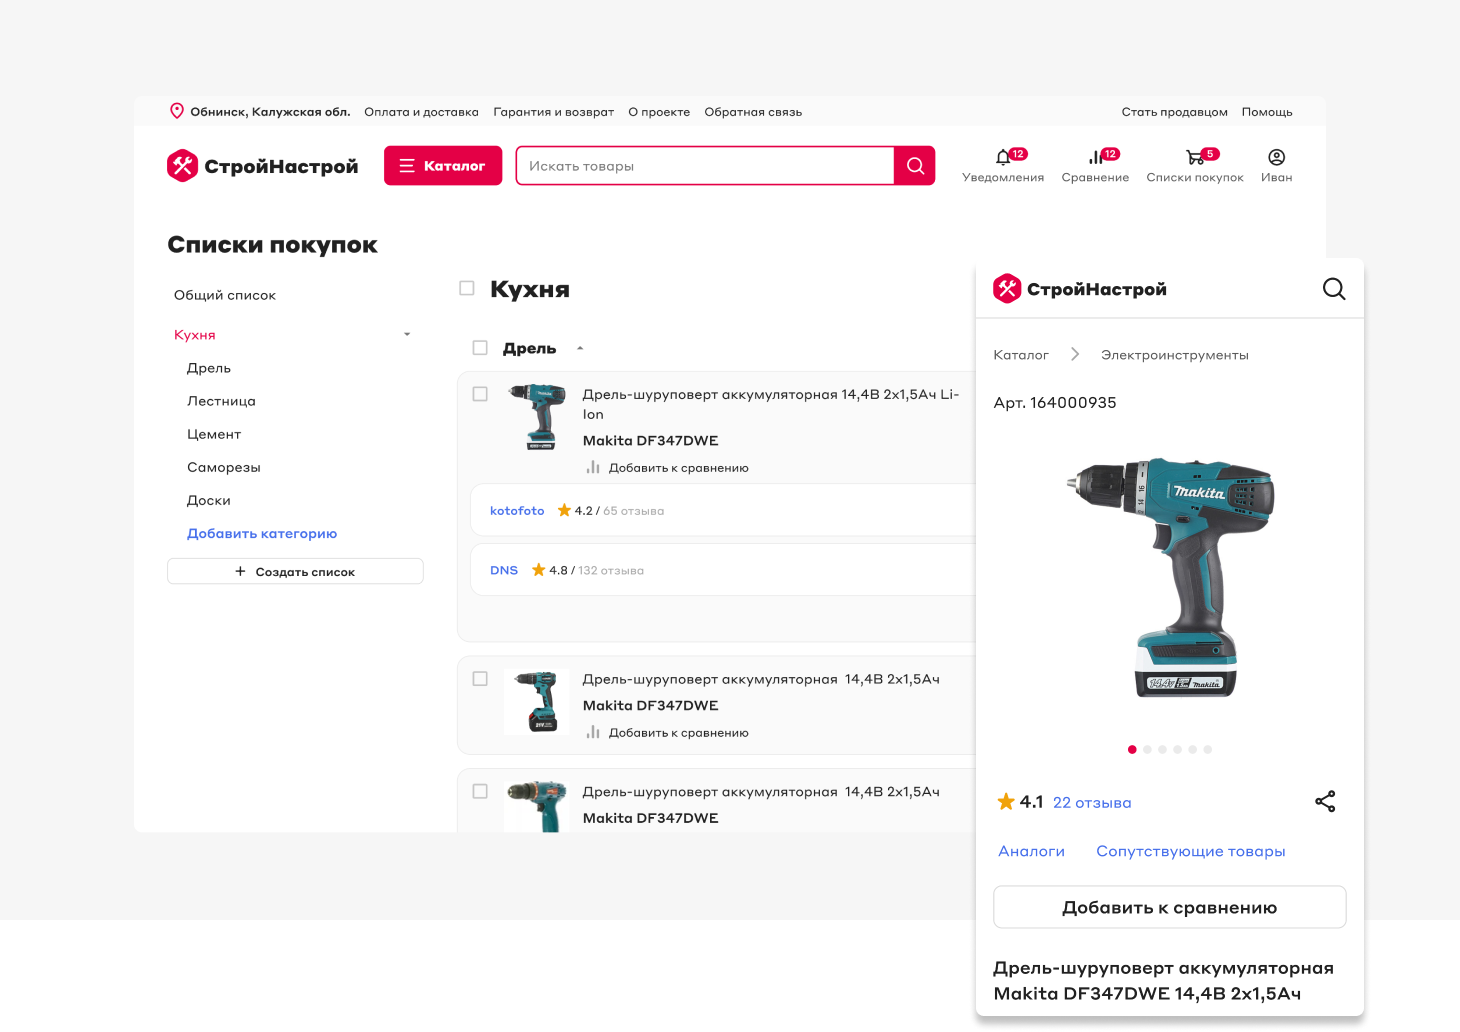 Обнинск, Калужская обл. Оплата и доставка Гарантия и возврат О проекте Обратная связь Стать продавцом Помощь
СтройНастрой Каталог Искать товары
12 12 5
Уведомления Сравнение Списки покупок Иван
Списки покупок
Общий список
Кухня
Дрель
Лестница
Цемент
Саморезы
Доски
Добавить категорию
+ Создать список
Кухня
Дрель
Дрель-шуруповерт аккумуляторная 14,4В 2х1,5Ач Li-
Ion
Makita DF347DWE
Добавить к сравнению
kotofoto 4.2 / 65 отзыва
DNS 4.8 / 132 отзыва
Дрель-шуруповерт аккумуляторная 14,4В 2х1,5Ач
Makita DF347DWE
Добавить к сравнению
Дрель-шуруповерт аккумуляторная 14,4В 2х1,5Ач
Makita DF347DWE
СтройНастрой
Каталог Электроинструменты
Арт. 164000935
makita
14.4V makita
4.1 22 отзыва
Аналоги Сопутствующие товары
Добавить к сравнению
Дрель-шуруповерт аккумуляторная
Makita DF347DWE 14,4В 2х1,5Ач